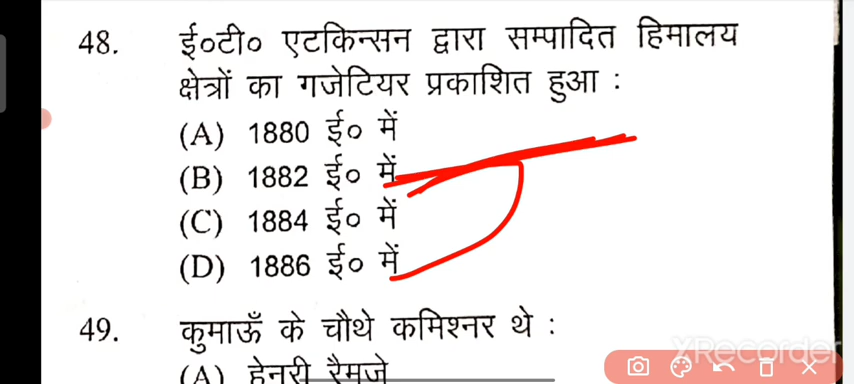 48. ई०टी० एटकिन्सन द्वारा सम्पादित हिमालय
क्षेत्रों का गजेटियर प्रकाशित हुआ :
(A) 1880 ई० में
(B) 1882 ई० में
(C) 1884 ई० में
(D) 1886 ई० में
49. कुमाऊँ के चौथे कमिश्नर थे :
(A) हेनरी रैमजे
XRecorder